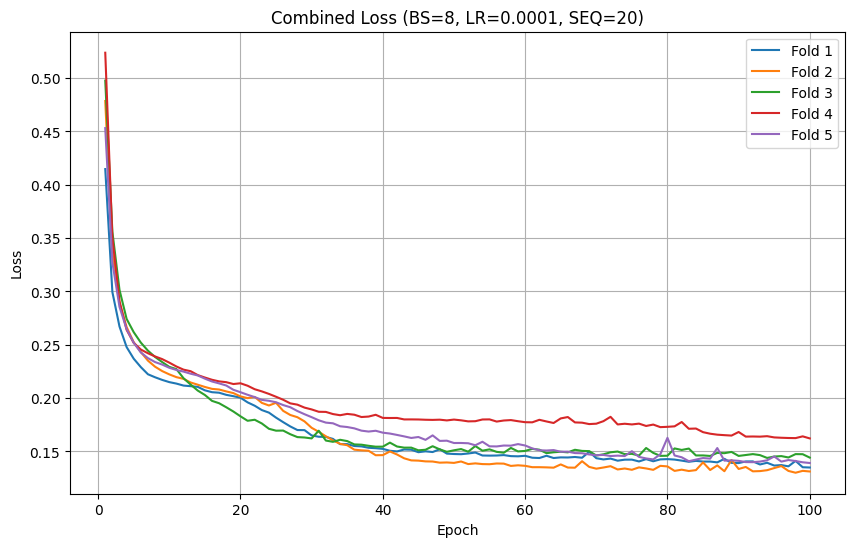 Combined Loss (BS=8, LR=0.0001, SEQ=20)
Fold 1
Fold 2
Fold 3
Fold 4
Fold 5
Loss
0.50
0.45
0.40
0.35
0.30
0.25
0.20
0.15
0
20
40
60
80
100
Epoch